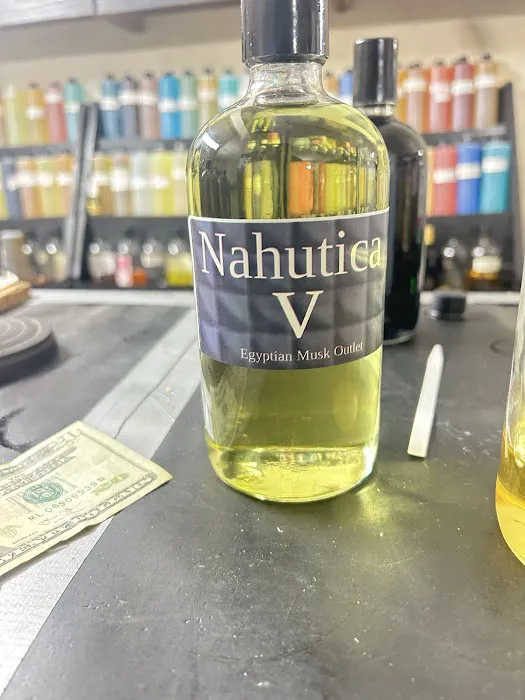 Nahutica
V
Egyptian Musk Outlet